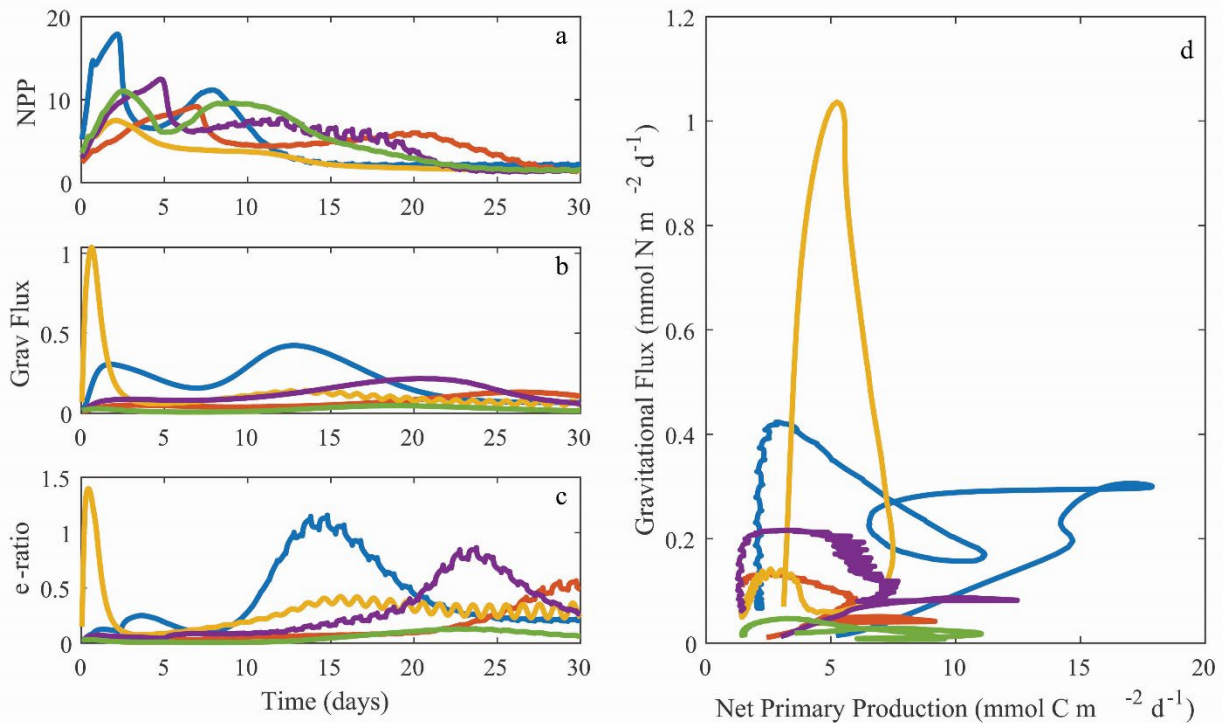 20
a
10
NPP
0
0 5 10 15 20 25 30
1
b
0.5
Grav Flux
0
0 5 10 15 20 25 30
1.5
c
1
e -ratio
0.5
0
0 5 10 15 20 25 30
Time (days)
1.2
d
1
0.8
0.6
0.4
0.2
0
Gravitational Flux (mmol N m -2 d-1)
0 5 10 15 20
Net Primary Production (mmol C m -2 d-1)